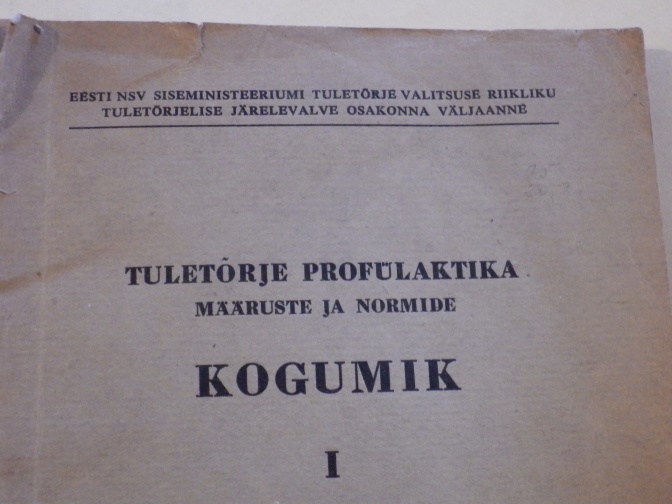 EESTI NSV SISEMINISTEERIUMI TULETÕRJE VALITSUSE RIIKLIKU
TULETÕRJELISE JÄRELEVALVE OSAKONNA VÄLJAANNE
TULETÕRJE PROFÜLAKTIKA
MÄÄRUSTE JA NORMIDE
KOGUMIK
I